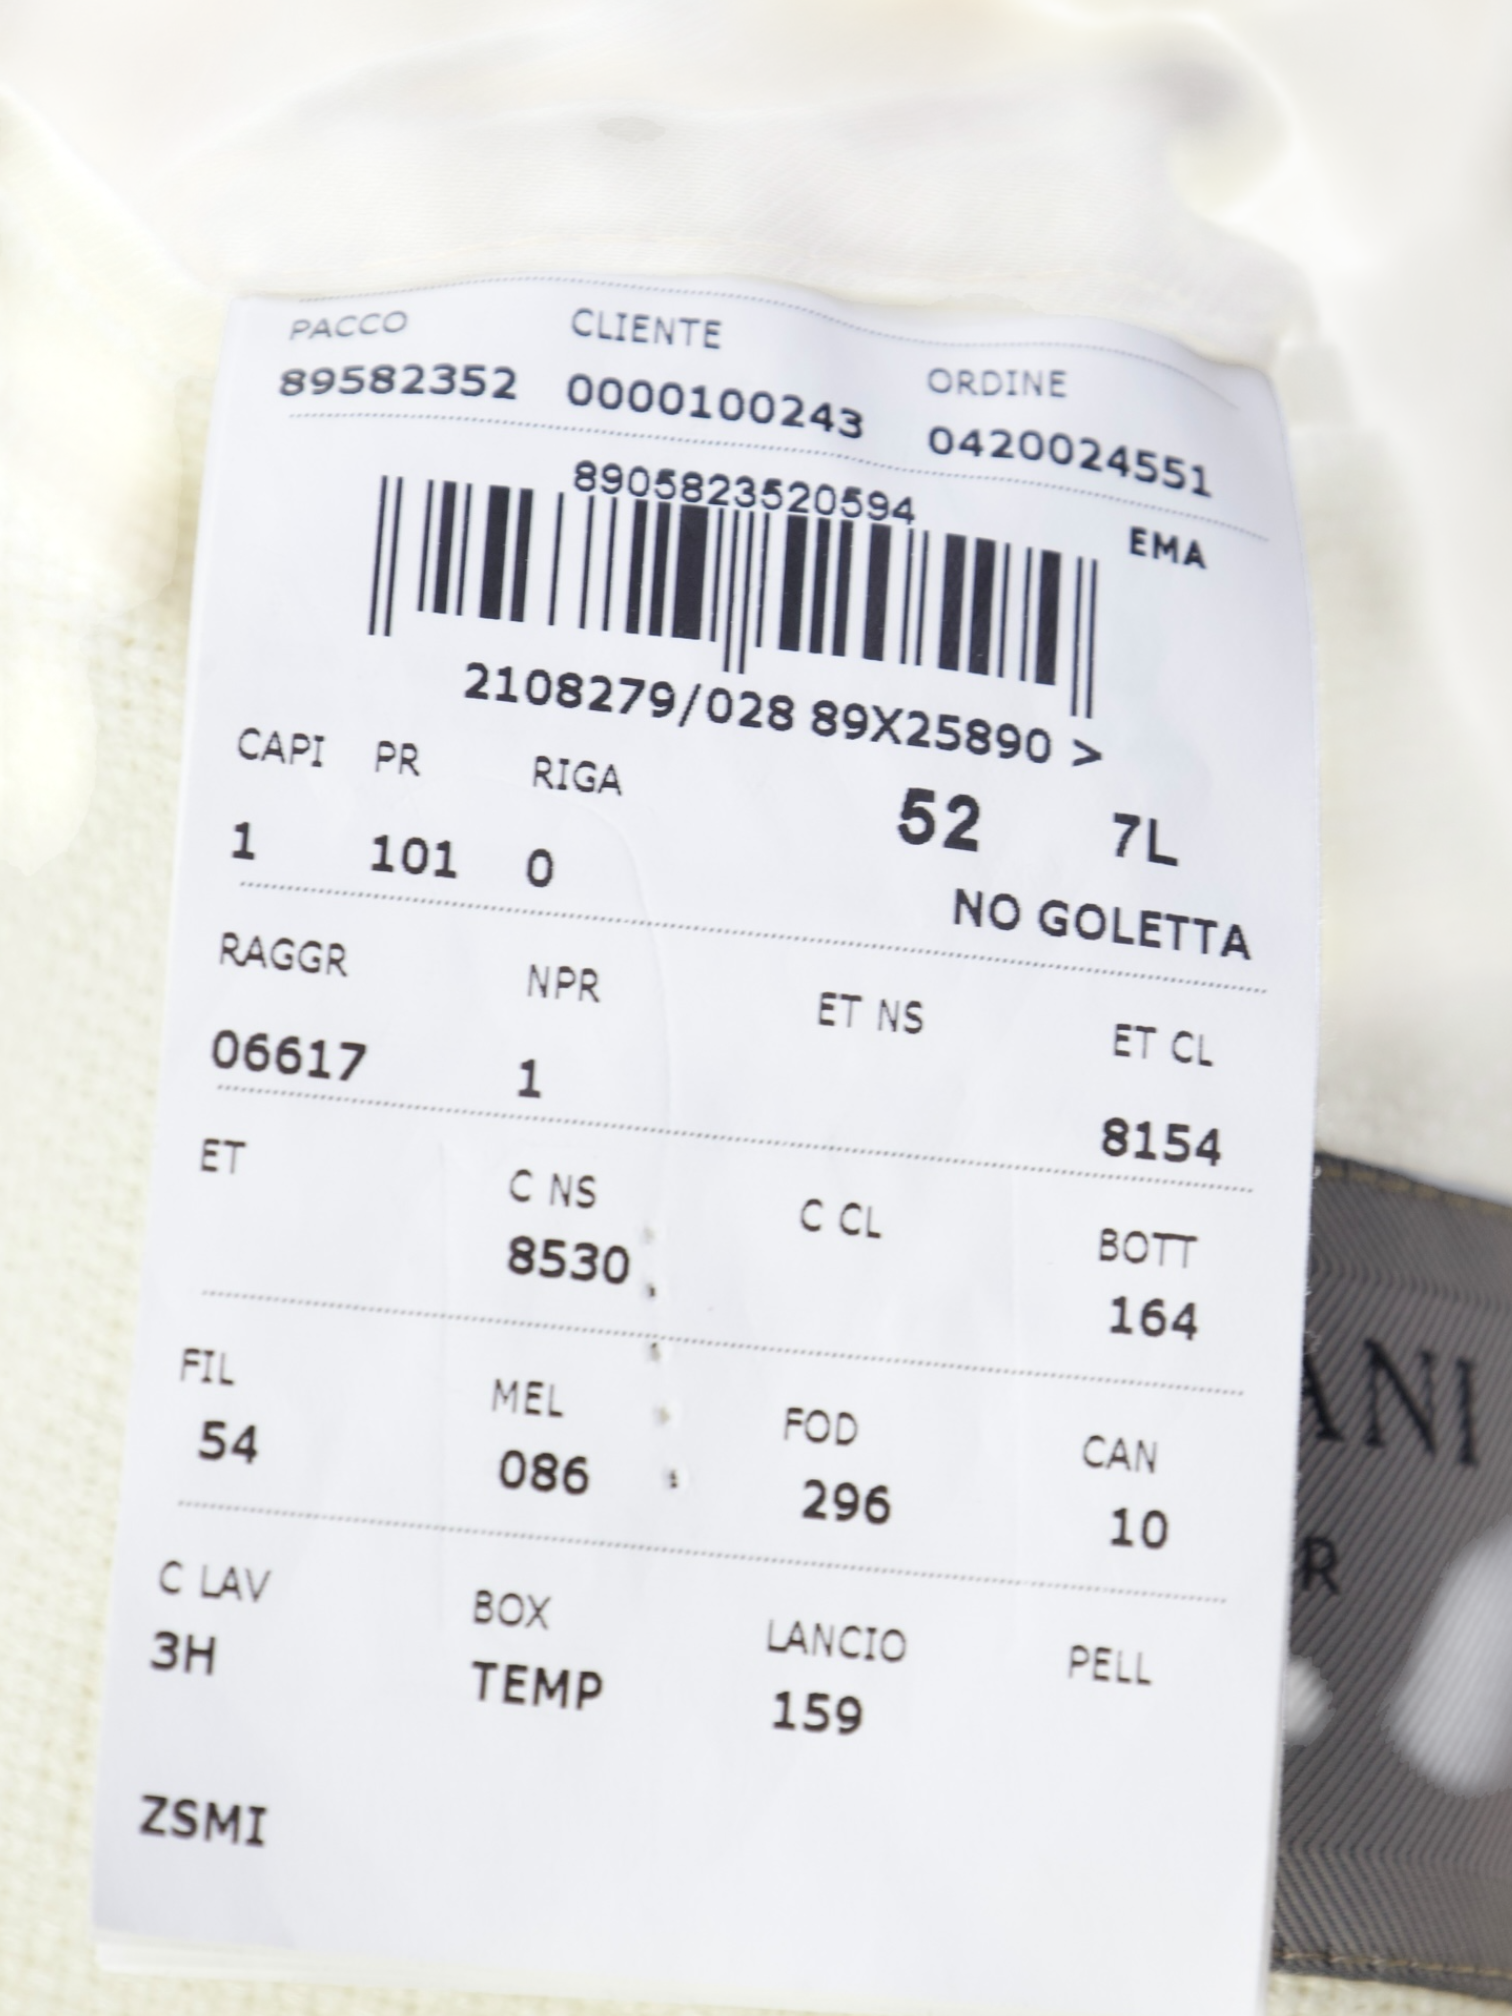 PACCO CLIENTE ORDINE
89582352 0000100243 0420024551
8905823520594
EMA
2108279/028 89X25890 >
CAPI PR RIGA
52 7L
1 101 0
NO GOLETTA
RAGGR NPR ET NS ET CL
06617 1 8154
ET C NS C CL BOTT
8530 164
FIL MEL FOD CAN
54 086 296 10
C LAV BOX LANCIO PELL
3H TEMP 159
ZSMI
ANI
R